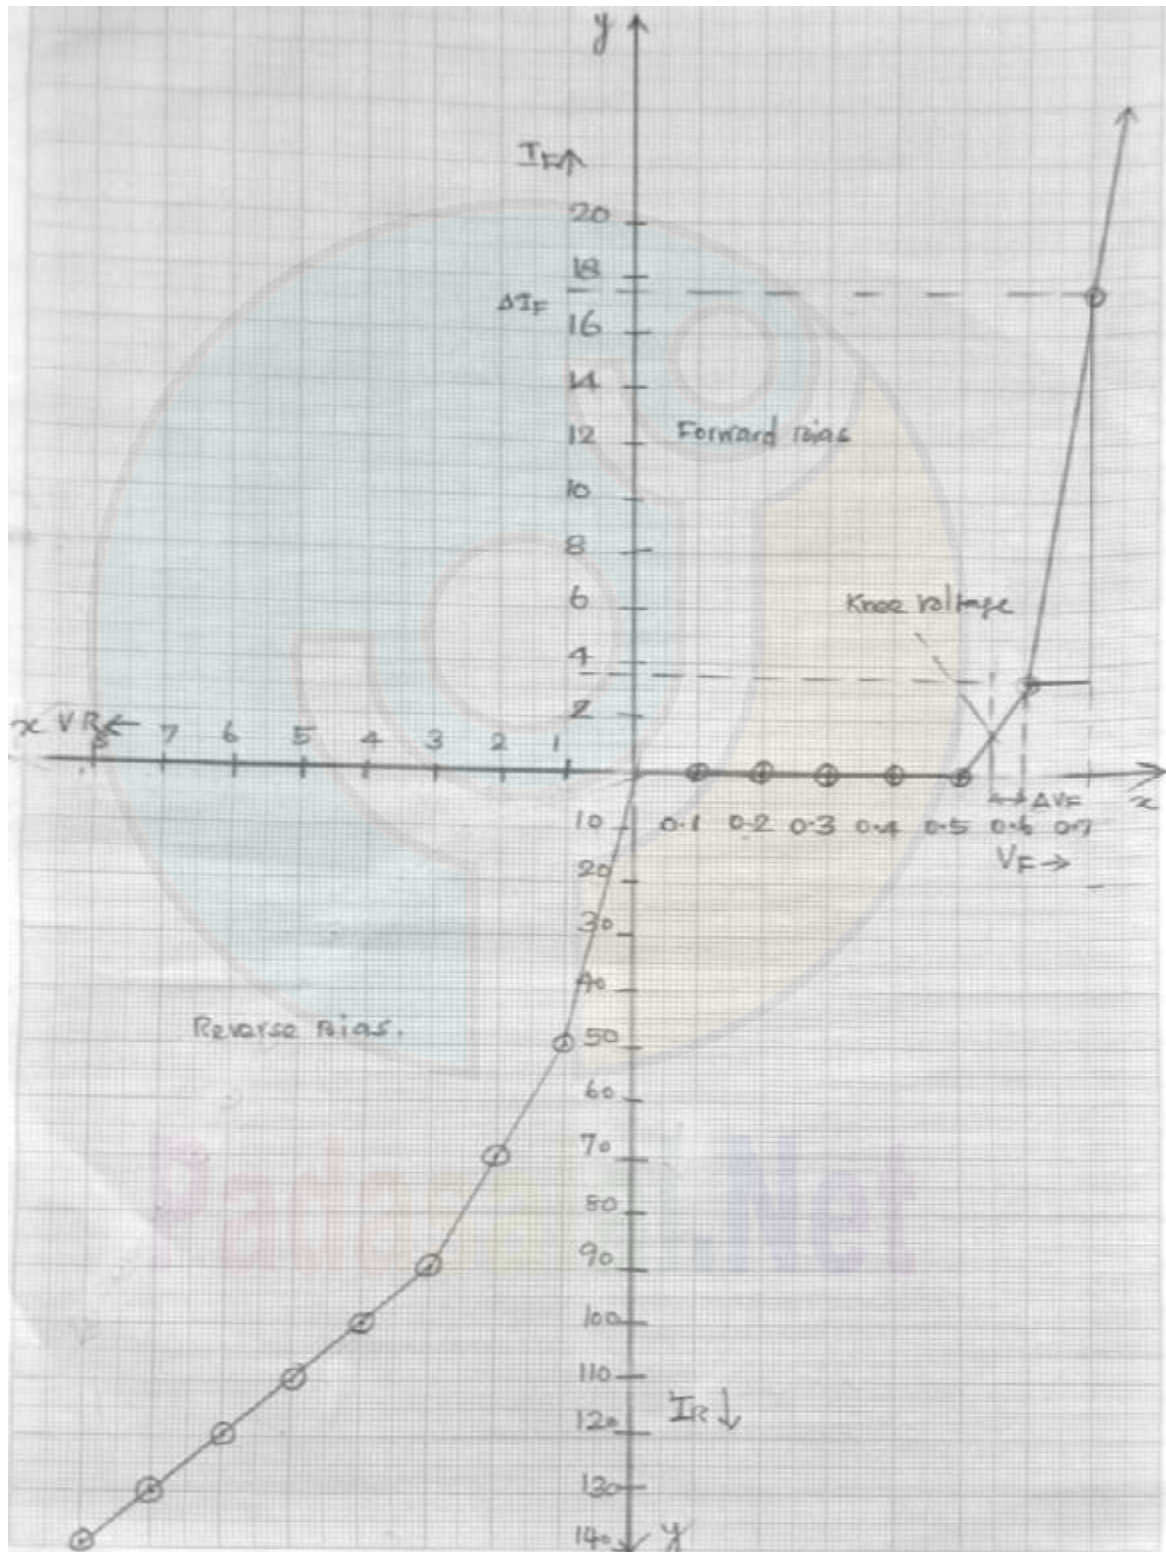 y
IF↑
20
18
ΔIF
16
14
12
Forward Bias
10
8
6
Knee voltage
4
2
x VR←
8 7 6 5 4 3 2 1
ΔVF
x
10
0.1 0.2 0.3 0.4 0.5 0.6 0.7
VF→
20
30
40
Reverse Bias.
50
60
70
Padasalai.Net
80
90
100
110
IR↓
120
130
140
y